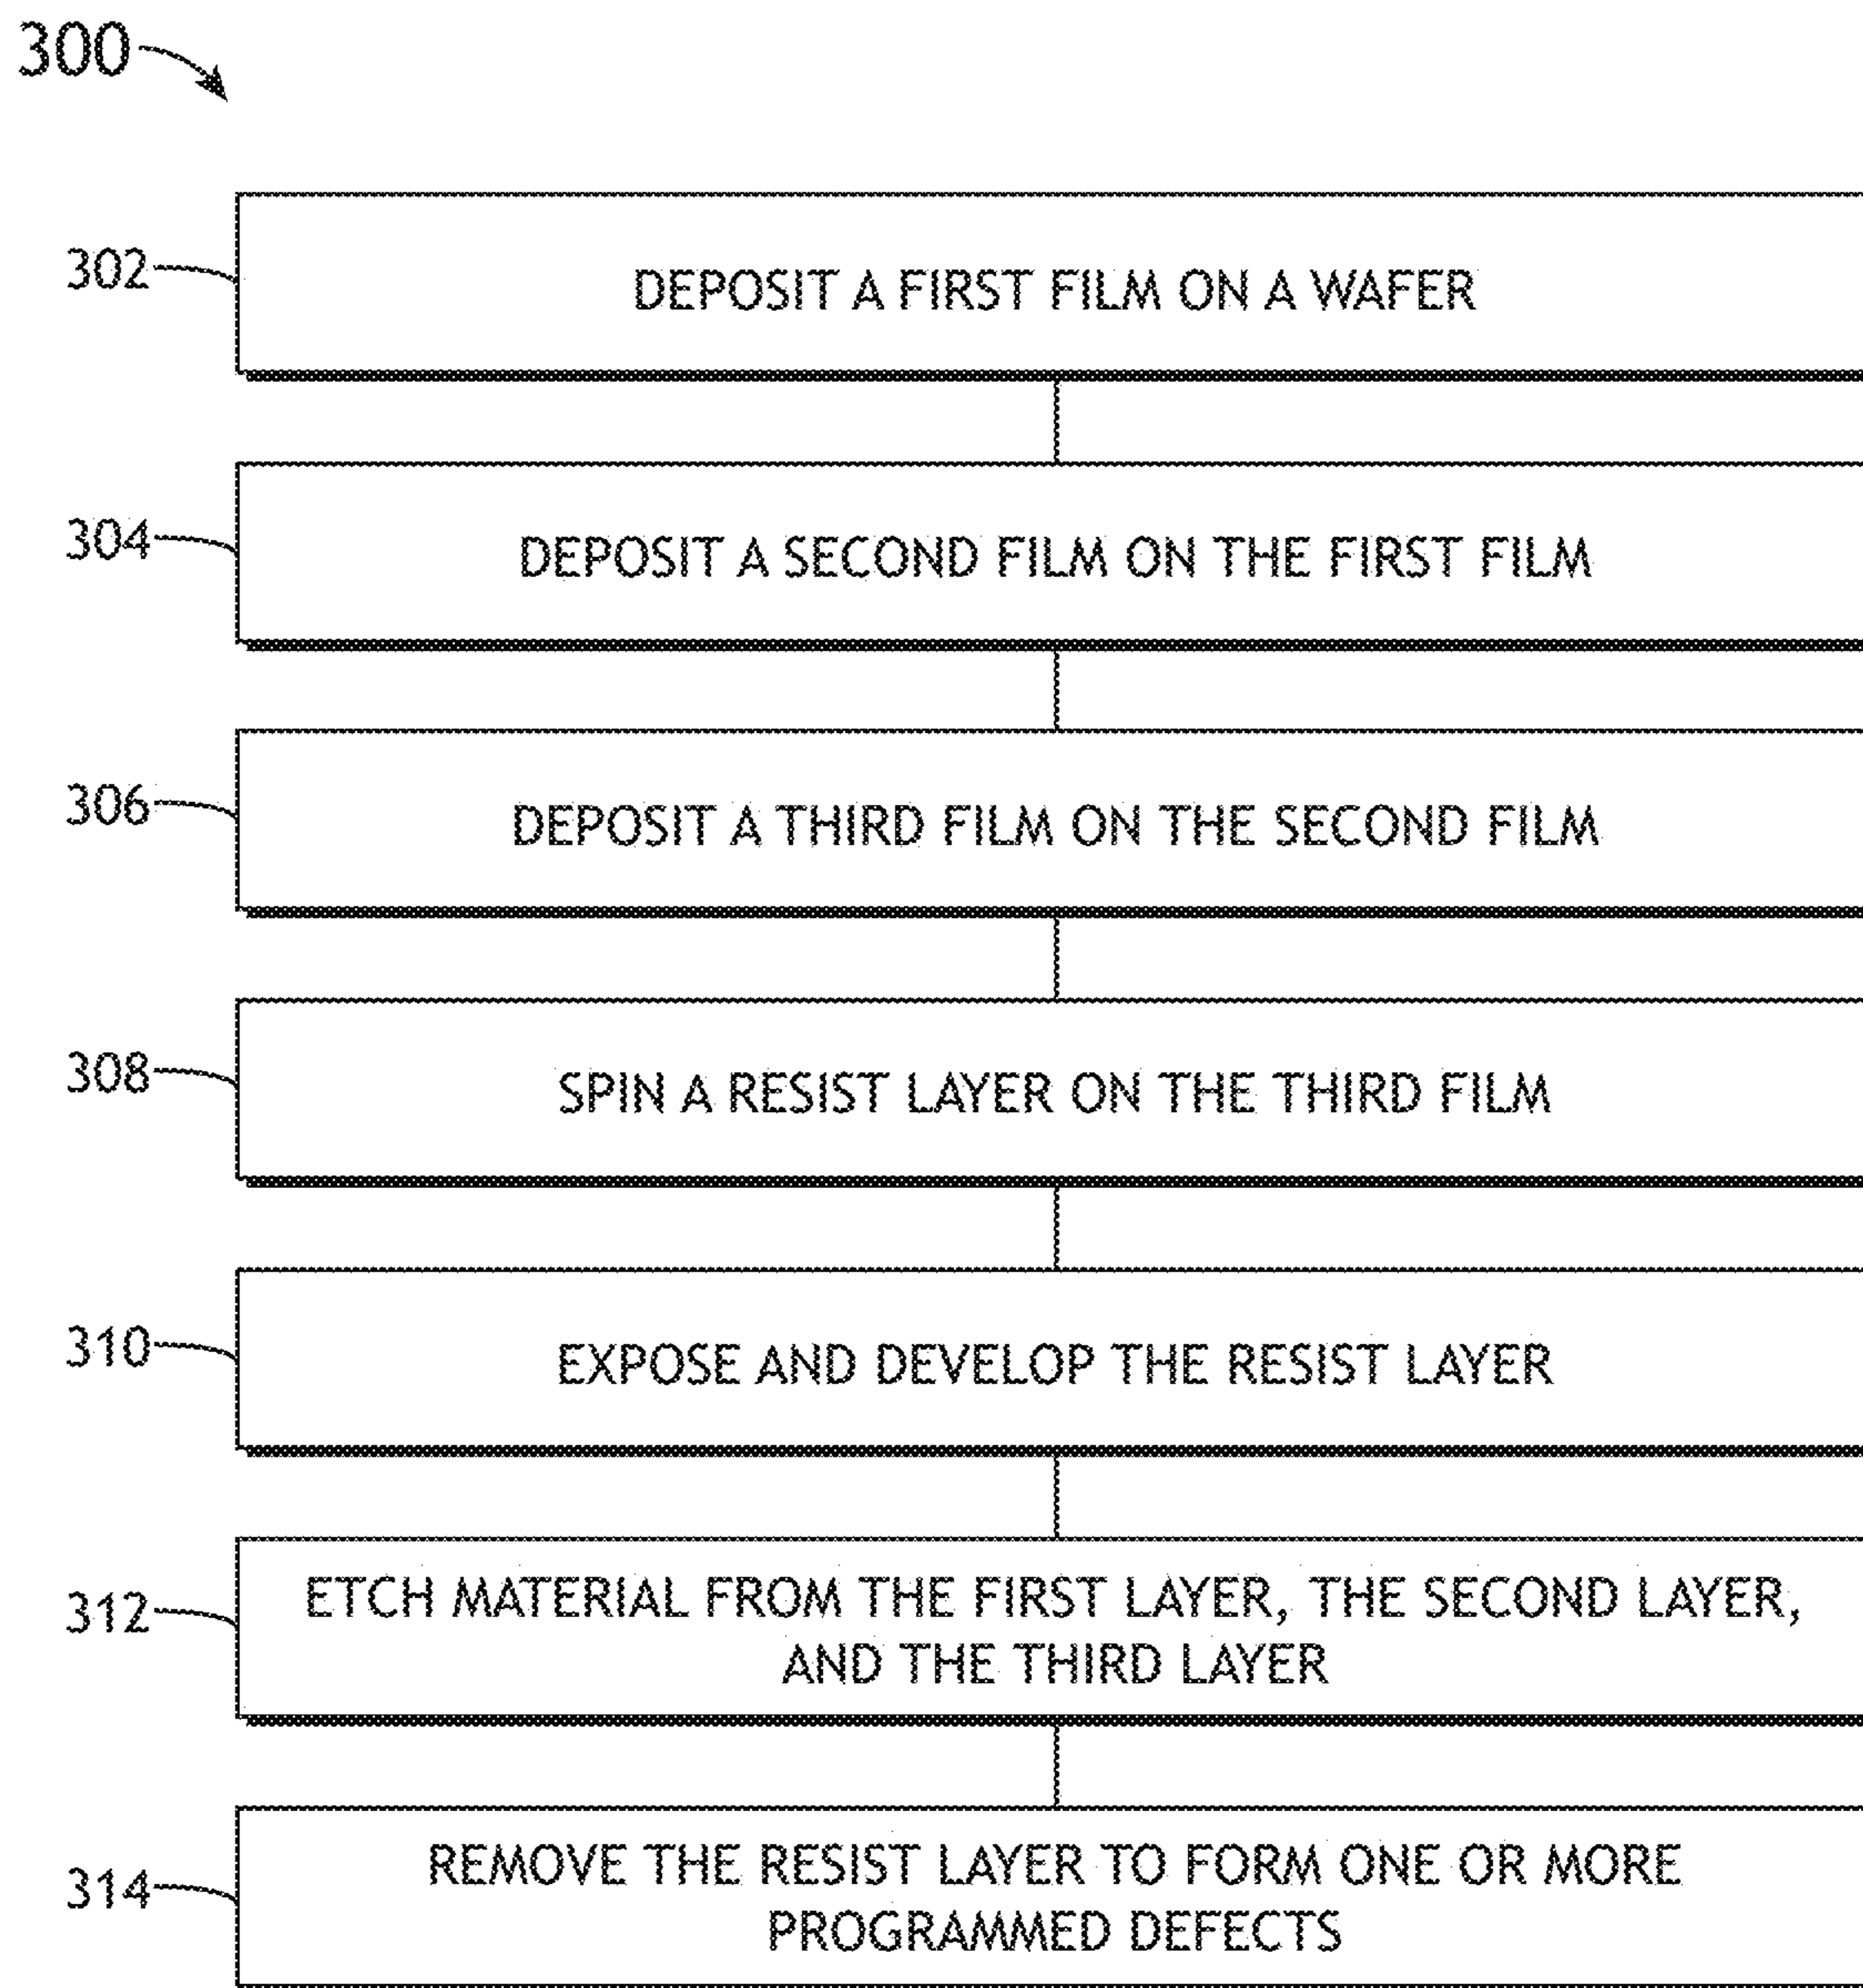 300
302
DEPOSIT A FIRST FILM ON A WAFER
304
DEPOSIT A SECOND FILM ON THE FIRST FILM
306
DEPOSIT A THIRD FILM ON THE SECOND FILM
308
SPIN A RESIST LAYER ON THE THIRD FILM
310
EXPOSE AND DEVELOP THE RESIST LAYER
312
ETCH MATERIAL FROM THE FIRST LAYER, THE SECOND LAYER,
AND THE THIRD LAYER
314
REMOVE THE RESIST LAYER TO FORM ONE OR MORE
PROGRAMMED DEFECTS